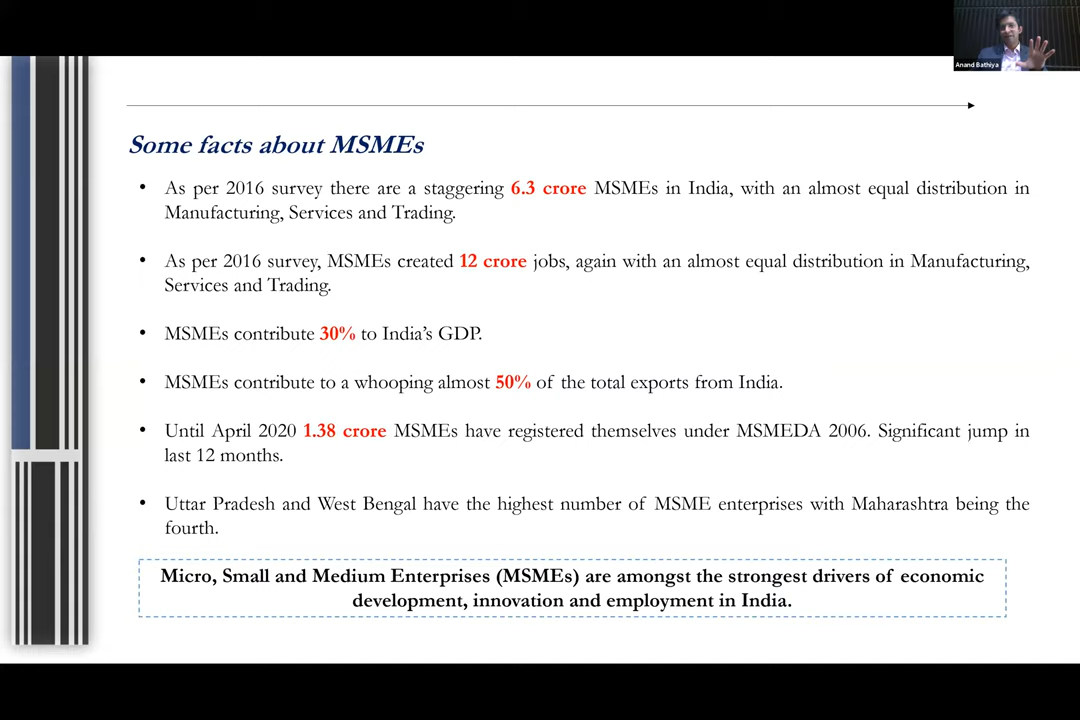 Anand Bathiya
Some facts about MSMEs
• As per 2016 survey there are a staggering 6.3 crore MSMEs in India, with an almost equal distribution in
Manufacturing, Services and Trading.
• As per 2016 survey, MSMEs created 12 crore jobs, again with an almost equal distribution in Manufacturing,
Services and Trading.
• MSMEs contribute 30% to India’s GDP.
• MSMEs contribute to a whooping almost 50% of the total exports from India.
• Until April 2020 1.38 crore MSMEs have registered themselves under MSMEDA 2006. Significant jump in
last 12 months.
• Uttar Pradesh and West Bengal have the highest number of MSME enterprises with Maharashtra being the
fourth.
Micro, Small and Medium Enterprises (MSMEs) are amongst the strongest drivers of economic
development, innovation and employment in India.